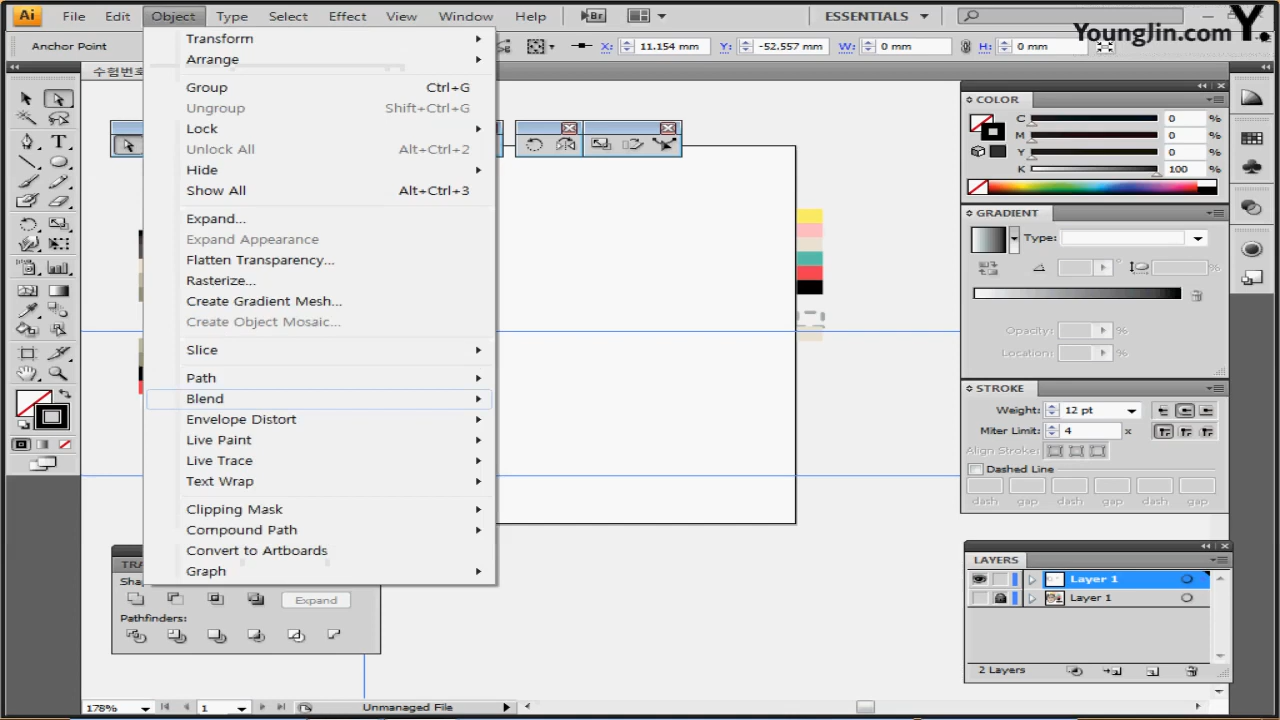 Ai File Edit Object Type Select Effect View Window Help Br ESSENTIALS
YoungJin.com Y.
Anchor Point X: 11.154 mm Y: -52.557 mm W: 0 mm H: 0 mm
수험번호
Transform
Arrange
Group Ctrl+G
Ungroup Shift+Ctrl+G
Lock
Unlock All Alt+Ctrl+2
Hide
Show All Alt+Ctrl+3
Expand...
Expand Appearance
Flatten Transparency...
Rasterize...
Create Gradient Mesh...
Create Object Mosaic...
Slice
Path
Blend
Envelope Distort
Live Paint
Live Trace
Text Wrap
Clipping Mask
Compound Path
Convert to Artboards
Graph
COLOR
C 0 %
M 0 %
Y 0 %
K 100 %
GRADIENT
Type:
%
Opacity: %
Location: %
STROKE
Weight: 12 pt
Miter Limit: 4 x
Align Stroke:
Dashed Line
dash gap dash gap dash gap
LAYERS
Layer 1
Layer 1
2 Layers
Expand
Pathfinders:
178% 1 Unmanaged File